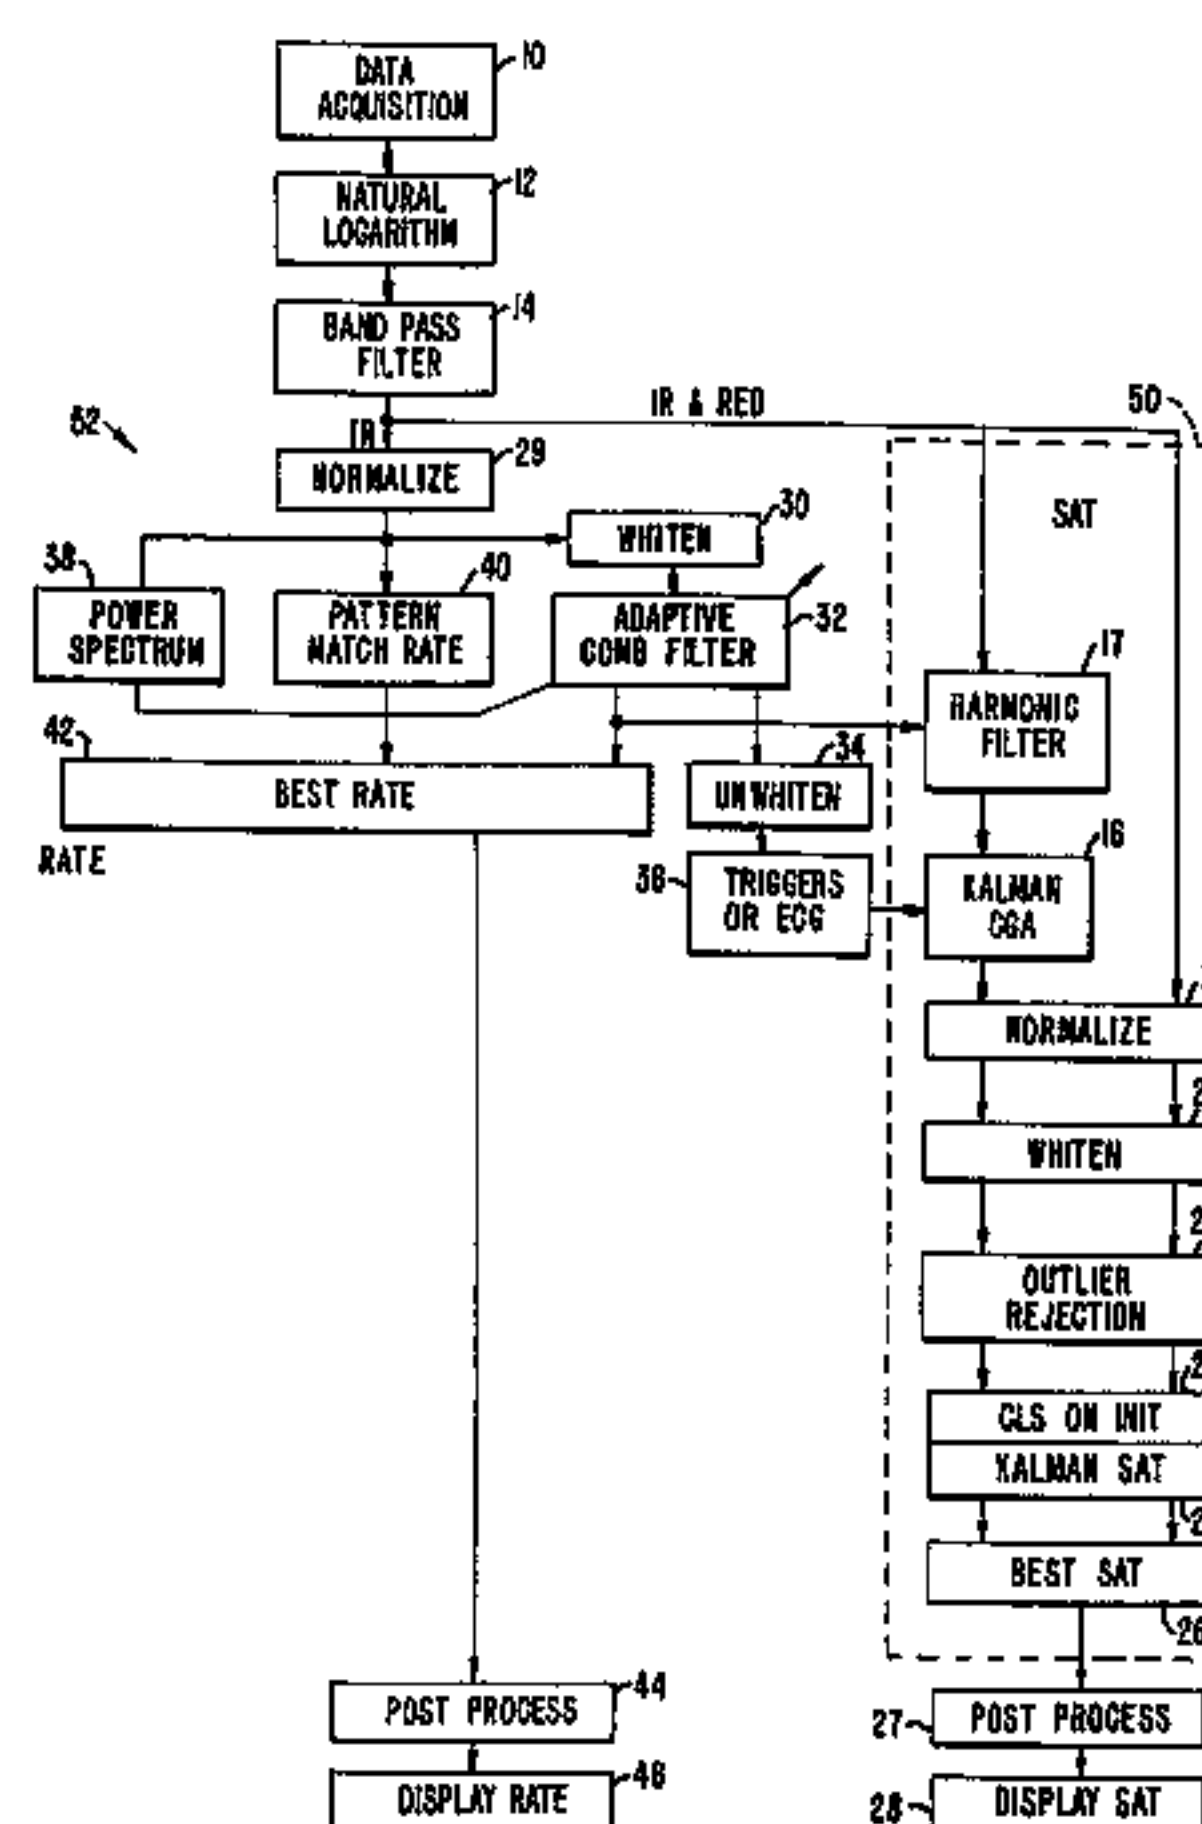 DATA
ACQUISITION
10
NATURAL
LOGARITHM
12
BAND PASS
FILTER
14
IR & RED
50
52
IR
NORMALIZE
29
SAT
WHITEN
30
38
POWER
SPECTRUM
PATTERN
MATCH RATE
40
ADAPTIVE
COMB FILTER
32
HARMONIC
FILTER
17
42
BEST RATE
UNWHITEN
34
RATE
36
TRIGGERS
OR ECG
KALMAN
CGA
16
NORMALIZE
WHITEN
OUTLIER
REJECTION
CLS ON INIT
KALMAN SAT
BEST SAT
26
POST PROCESS
44
27
POST PROCESS
DISPLAY RATE
46
28
DISPLAY SAT